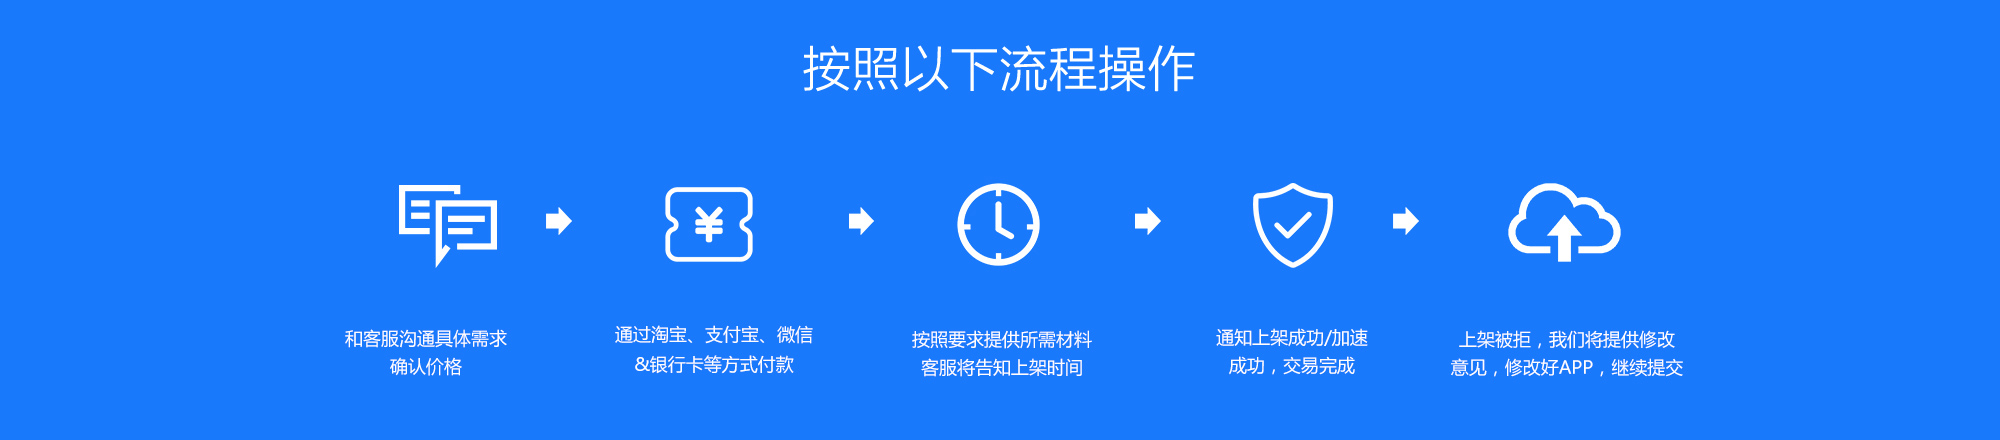 按照以下流程操作
和客服沟通具体需求
确认价格
通过淘宝、支付宝、微信
&银行卡等方式付款
按照要求提供所需材料
客服将告知上架时间
通知上架成功/加速
成功，交易完成
上架被拒，我们将提供修改
意见，修改好APP，继续提交